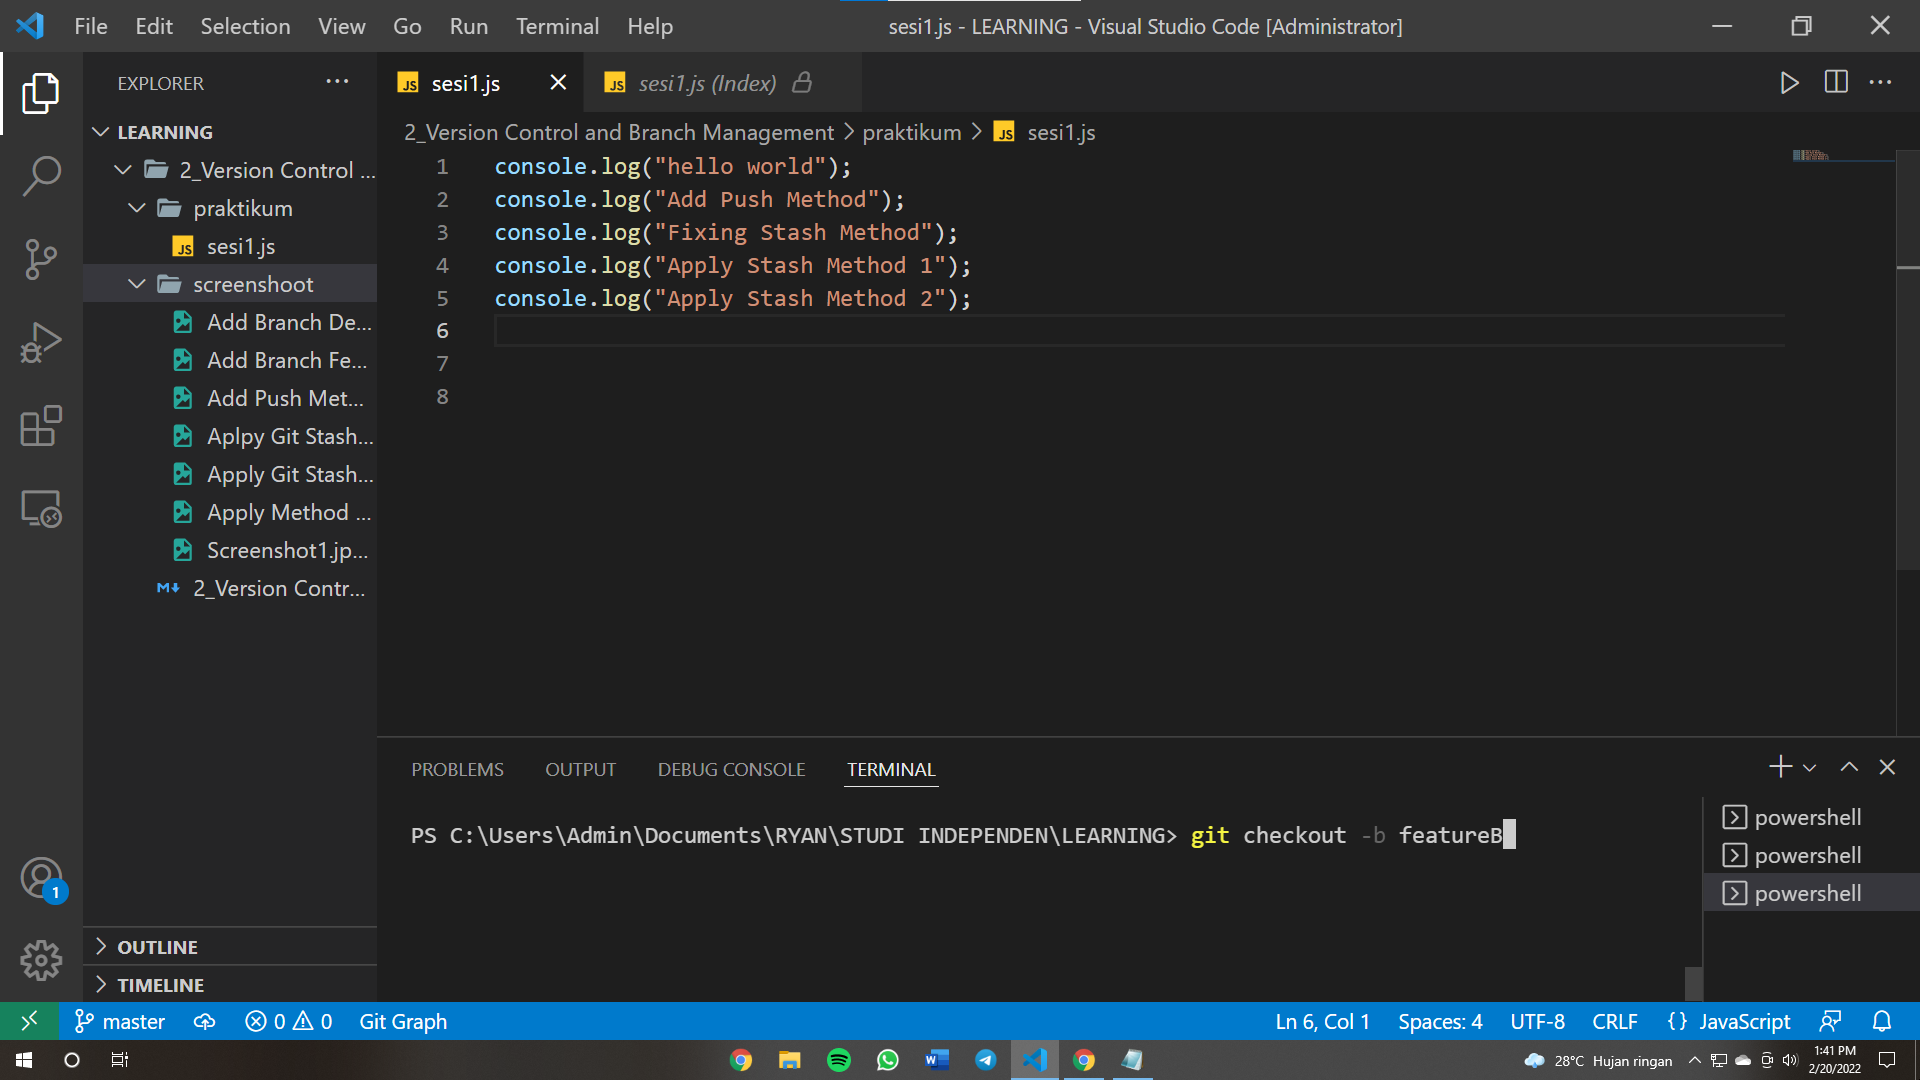 File Edit Selection View Go Run Terminal Help
sesi1.js - LEARNING - Visual Studio Code [Administrator]
EXPLORER
sesi1.js
sesi1.js (Index)
LEARNING
2_Version Control ...
praktikum
sesi1.js
screenshoot
Add Branch De...
Add Branch Fe...
Add Push Met...
Aplpy Git Stash...
Apply Git Stash...
Apply Method ...
Screenshot1.jp...
2_Version Contr...
OUTLINE
TIMELINE
2_Version Control and Branch Management > praktikum > JS sesi1.js
1 console.log("hello world");
2 console.log("Add Push Method");
3 console.log("Fixing Stash Method");
4 console.log("Apply Stash Method 1");
5 console.log("Apply Stash Method 2");
6
7
8
PROBLEMS OUTPUT DEBUG CONSOLE TERMINAL
PS C:\Users\Admin\Documents\RYAN\STUDI INDEPENDEN\LEARNING> git checkout -b featureB
powershell
powershell
powershell
1
master 0 0 Git Graph
Ln 6, Col 1 Spaces: 4 UTF-8 CRLF {} JavaScript
28°C Hujan ringan
1:41 PM
2/20/2022